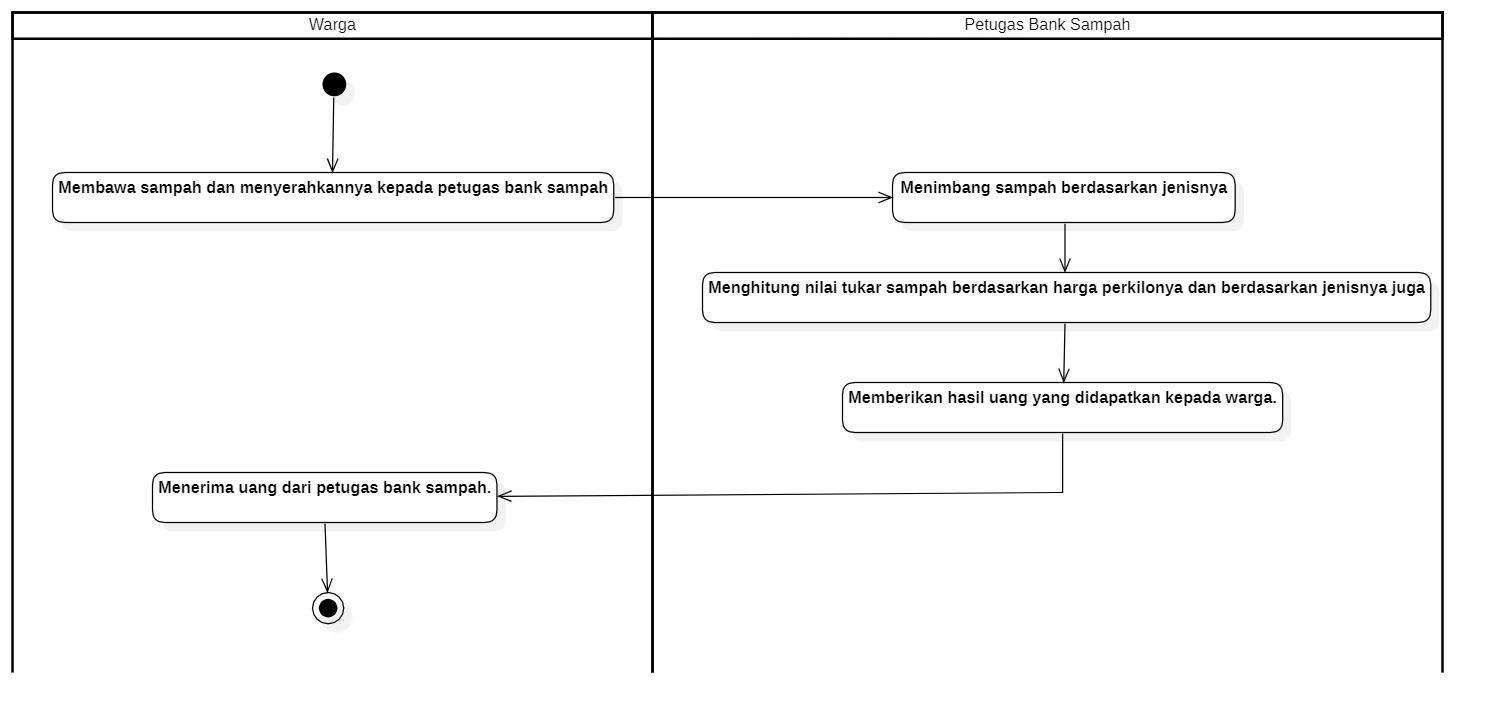 Warga
Petugas Bank Sampah
Membawa sampah dan menyerahkannya kepada petugas bank sampah
Menimbang sampah berdasarkan jenisnya
Menghitung nilai tukar sampah berdasarkan harga perkilonya dan berdasarkan jenisnya juga
Memberikan hasil uang yang didapatkan kepada warga.
Menerima uang dari petugas bank sampah.